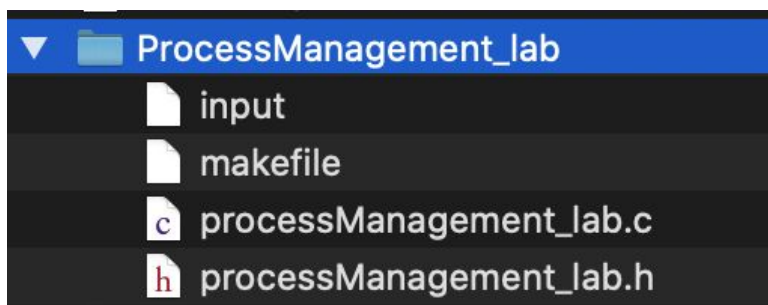 ProcessManagement_lab
input
makefile
c processManagement_lab.c
h processManagement_lab.h